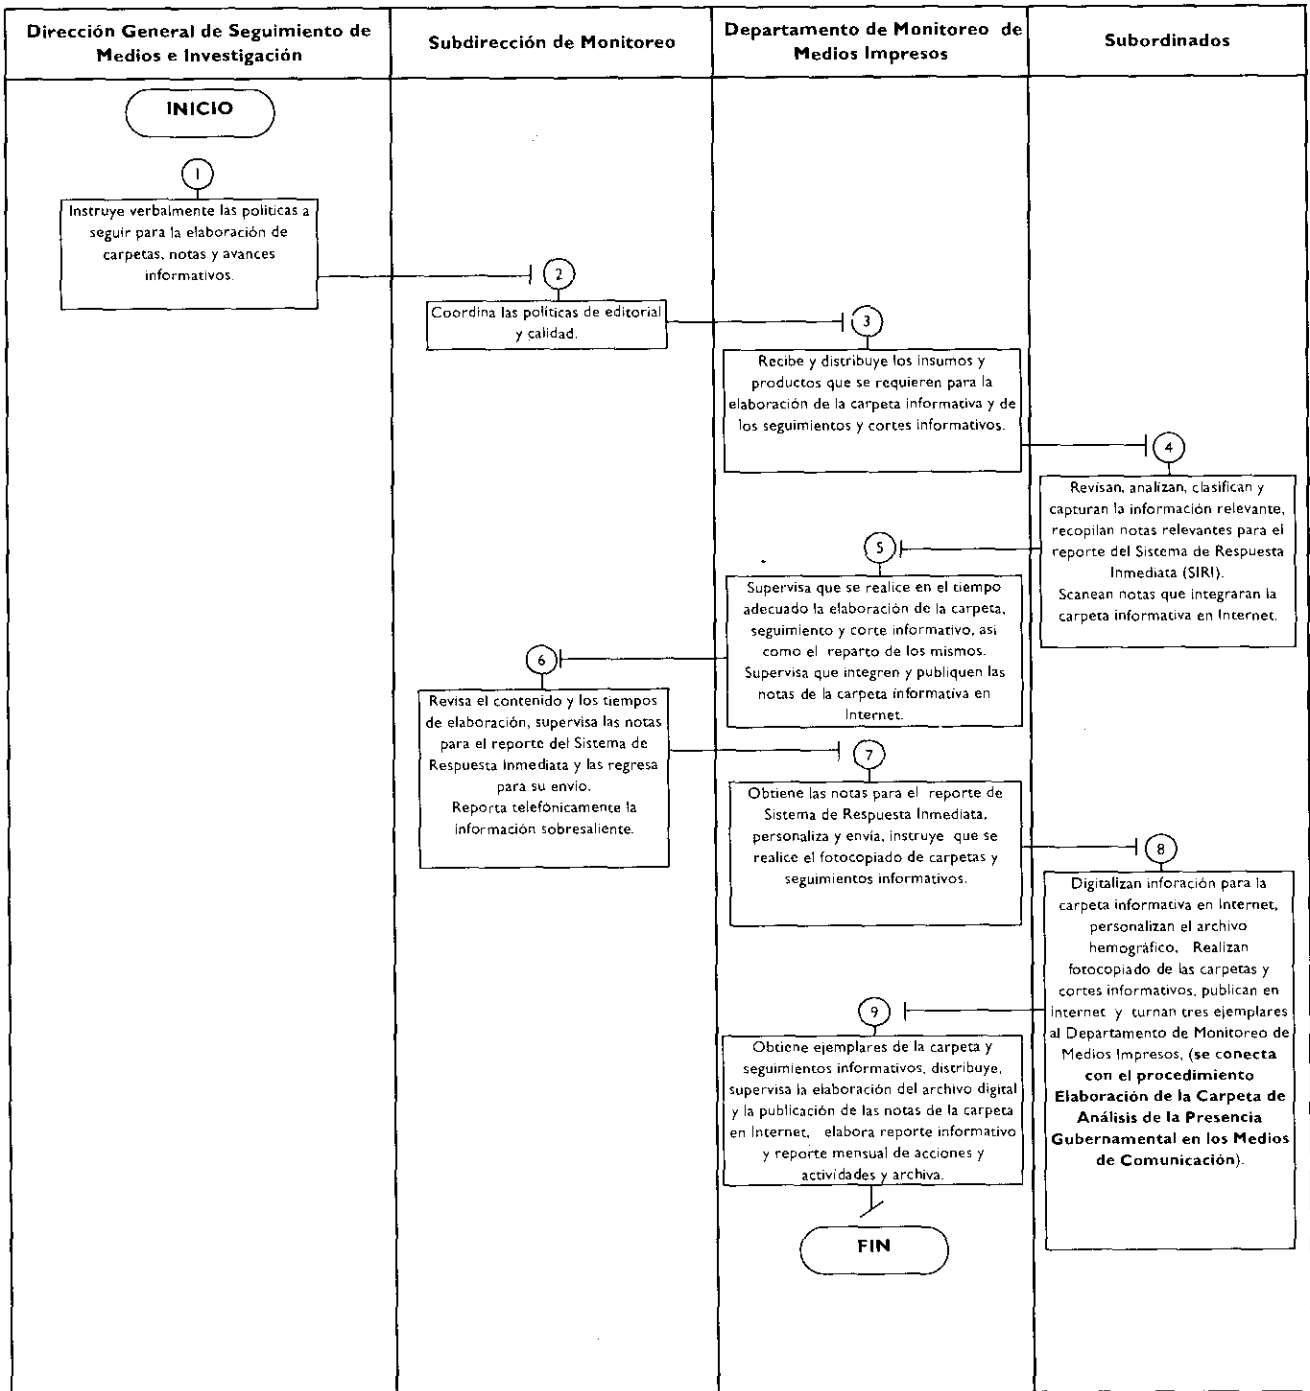 Dirección General de Seguimiento de
Medios e Investigación
Subdirección de Monitoreo
Departamento de Monitoreo de
Medios Impresos
Subordinados
INICIO
1
Instruye verbalmente las políticas a
seguir para la elaboración de
carpetas, notas y avances
informativos.
2
Coordina las políticas de editorial
y calidad.
3
Recibe y distribuye los insumos y
productos que se requieren para la
elaboración de la carpeta informativa y de
los seguimientos y cortes informativos.
4
Revisan, analizan, clasifican y
capturan la información relevante,
recopilan notas relevantes para el
reporte del Sistema de Respuesta
Inmediata (SIRI).
Scanean notas que integraran la
carpeta informativa en Internet.
5
Supervisa que se realice en el tiempo
adecuado la elaboración de la carpeta,
seguimiento y corte informativo, así
como el reparto de los mismos.
Supervisa que integren y publiquen las
notas de la carpeta informativa en
Internet.
6
Revisa el contenido y los tiempos
de elaboración, supervisa las notas
para el reporte del Sistema de
Respuesta Inmediata y las regresa
para su envío.
Reporta telefónicamente la
información sobresaliente.
7
Obtiene las notas para el reporte de
Sistema de Respuesta Inmediata,
personaliza y envía, instruye que se
realice el fotocopiado de carpetas y
seguimientos informativos.
8
Digitalizan inforación para la
carpeta informativa en Internet,
personalizan el archivo
hemográfico. Realizan
fotocopiado de las carpetas y
cortes informativos, publican en
internet y turnan tres ejemplares
al Departamento de Monitoreo de
Medios Impresos, (se conecta
con el procedimiento
Elaboración de la Carpeta de
Análisis de la Presencia
Gubernamental en los Medios
de Comunicación).
9
Obtiene ejemplares de la carpeta y
seguimientos informativos, distribuye,
supervisa la elaboración del archivo digital
y la publicación de las notas de la carpeta
en Internet, elabora reporte informativo
y reporte mensual de acciones y
actividades y archiva.
FIN